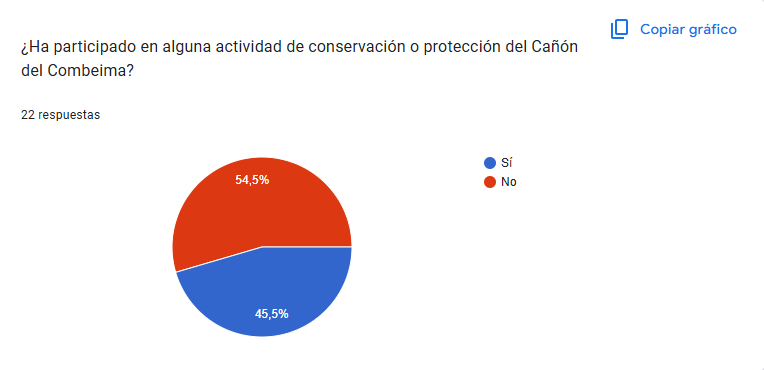 ¿Ha participado en alguna actividad de conservación o protección del Cañón
del Combeima?
Copiar gráfico
22 respuestas
54,5%
45,5%
Sí
No